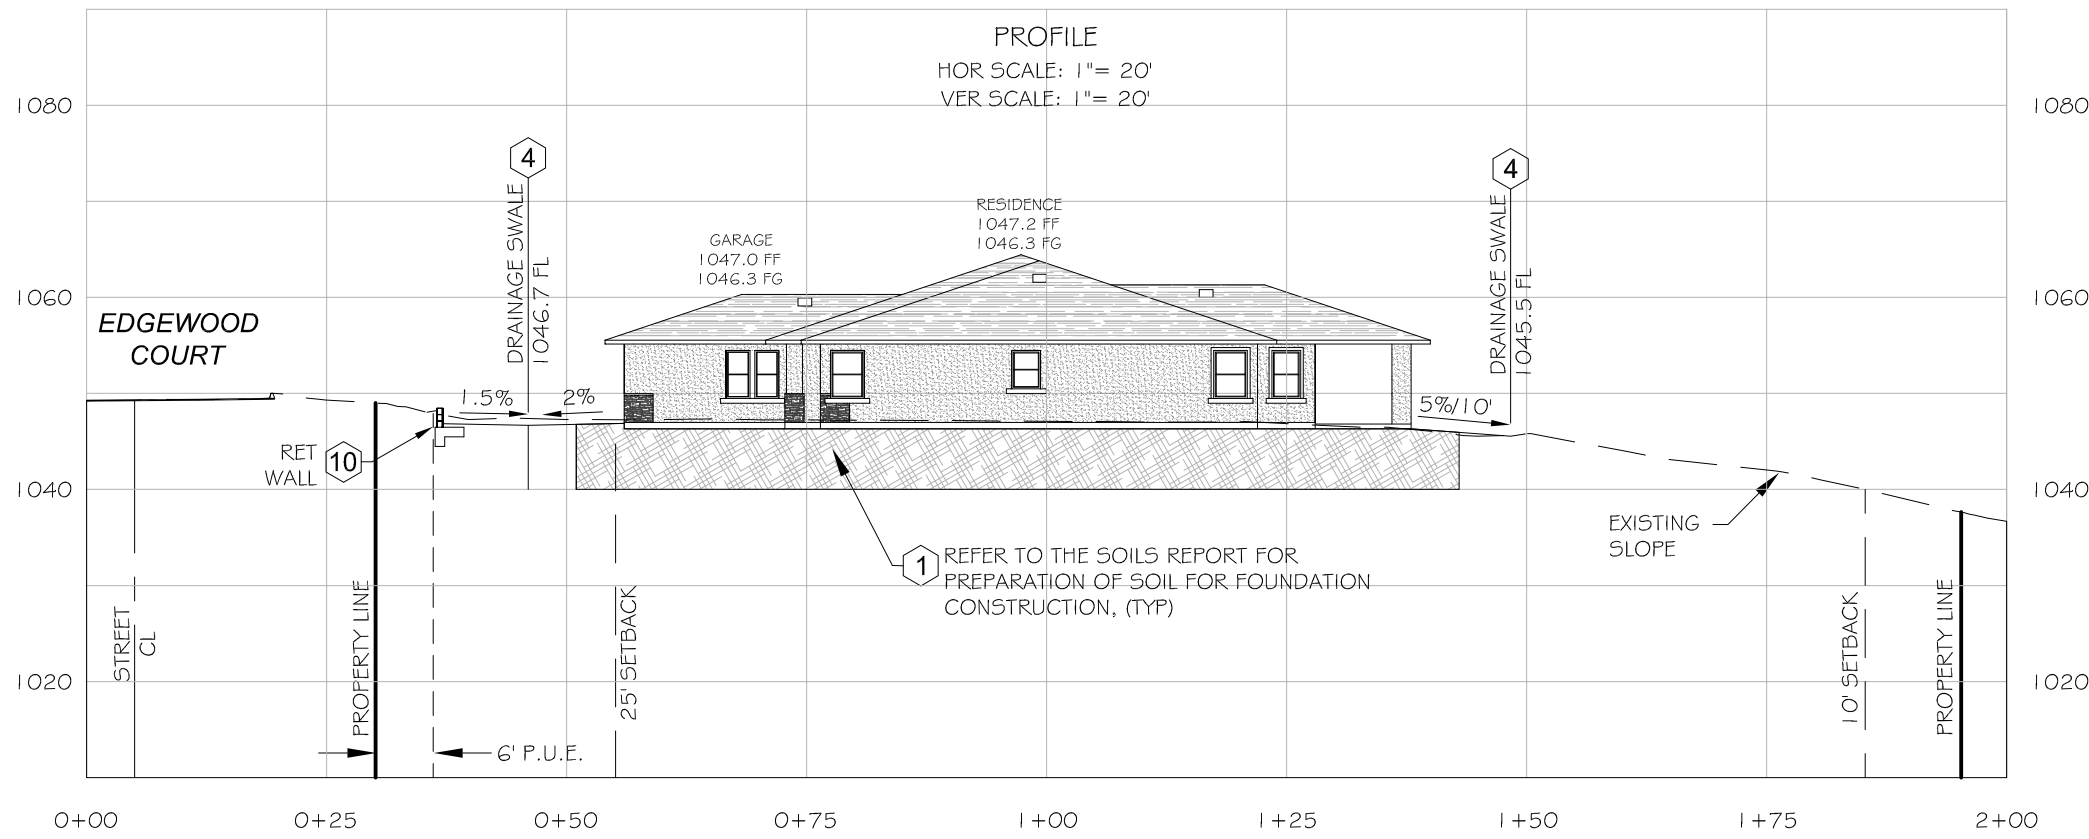 PROFILE
HOR SCALE: 1"= 20'
VER SCALE: 1"= 20'
1080
1080
4
4
DRAINAGE SWALE
1046.7 FL
DRAINAGE SWALE
1045.5 FL
RESIDENCE
1047.2 FF
1046.3 FG
GARAGE
1047.0 FF
1046.3 FG
1060
1060
EDGEWOOD
COURT
1.5%
2%
5%/10'
RET
WALL
10
1040
1040
EXISTING
SLOPE
1
REFER TO THE SOILS REPORT FOR
PREPARATION OF SOIL FOR FOUNDATION
CONSTRUCTION, (TYP)
STREET
CL
PROPERTY LINE
25' SETBACK
10' SETBACK
PROPERTY LINE
1020
1020
6' P.U.E.
0+00
0+25
0+50
0+75
1+00
1+25
1+50
1+75
2+00